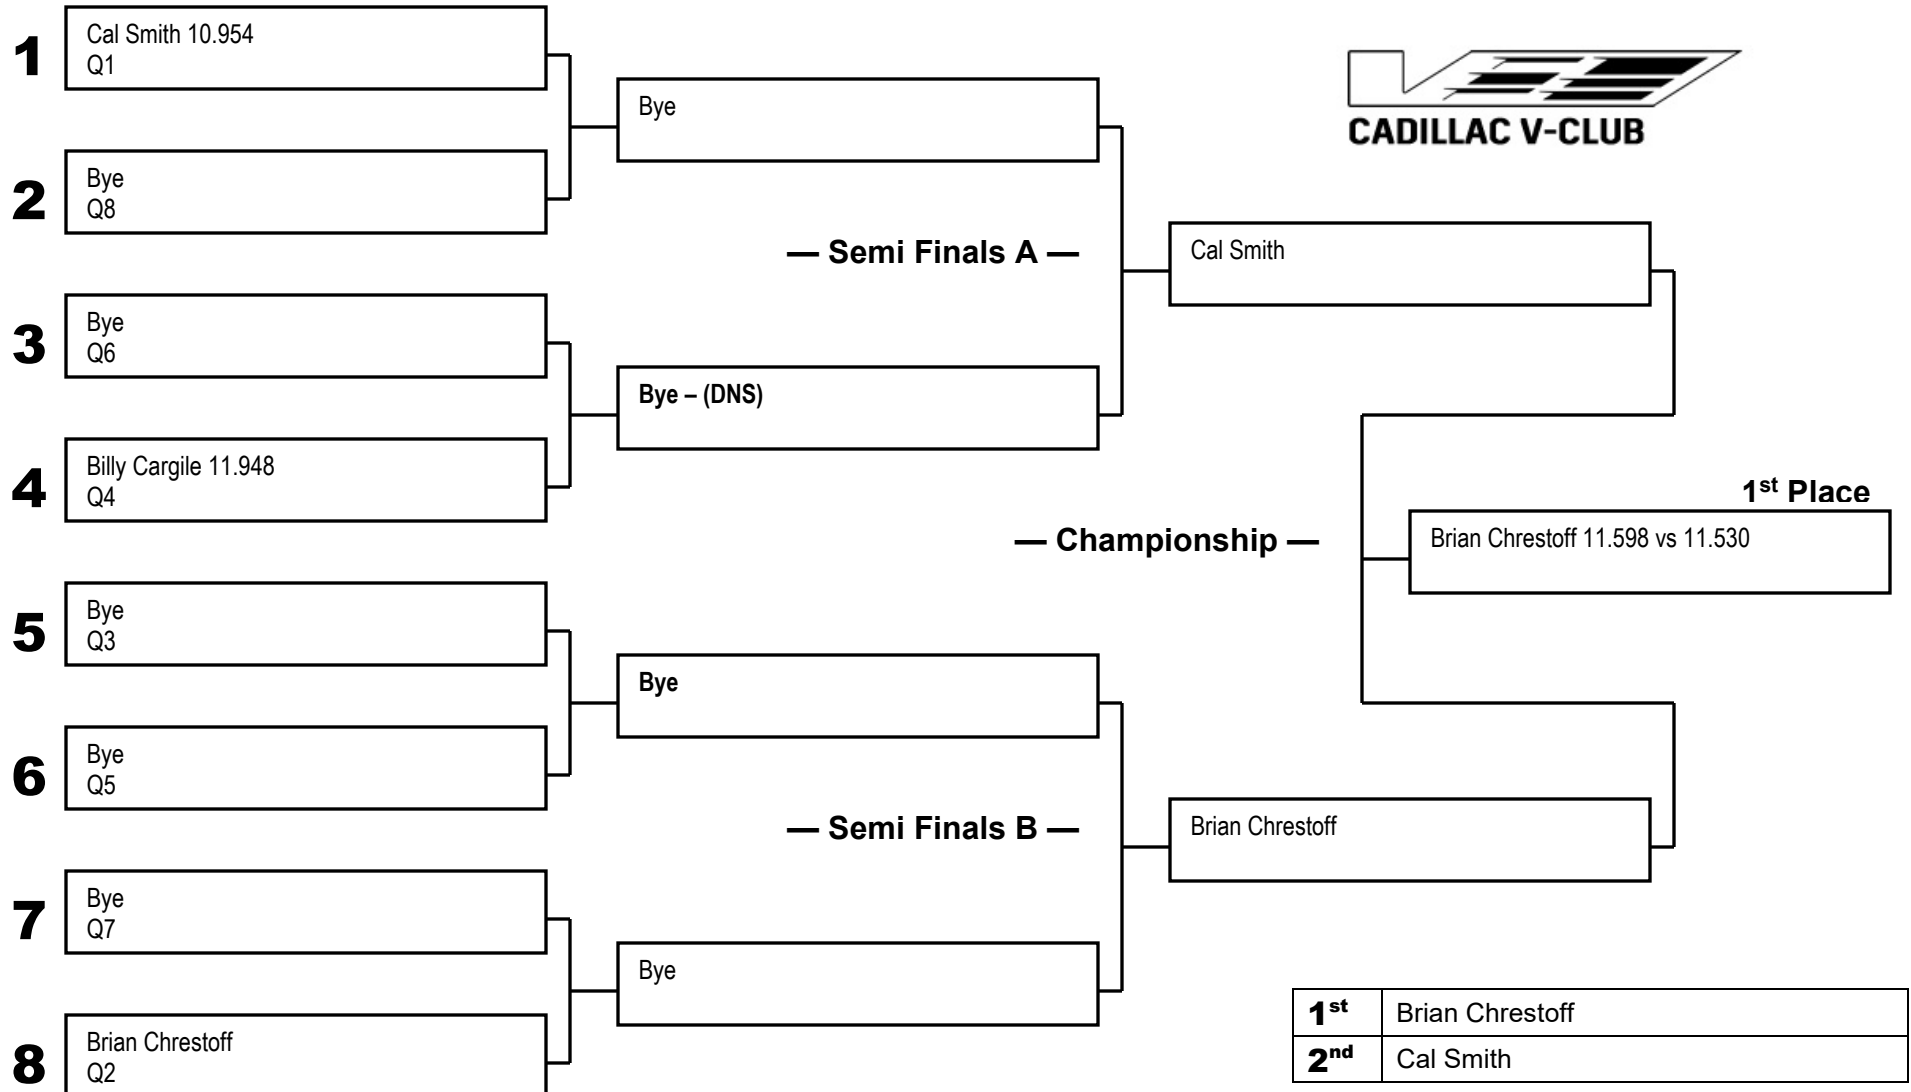 1
Cal Smith 10.954
Q1
2
Bye
Q8
3
Bye
Q6
4
Billy Cargile 11.948
Q4
5
Bye
Q3
6
Bye
Q5
7
Bye
Q7
8
Brian Chrestoff
Q2
Bye
— Semi Finals A —
Bye – (DNS)
Bye
— Semi Finals B —
Bye
CADILLAC V-CLUB
Cal Smith
— Championship —
Brian Chrestoff
1st Place
Brian Chrestoff 11.598 vs 11.530
1st Brian Chrestoff
2nd Cal Smith